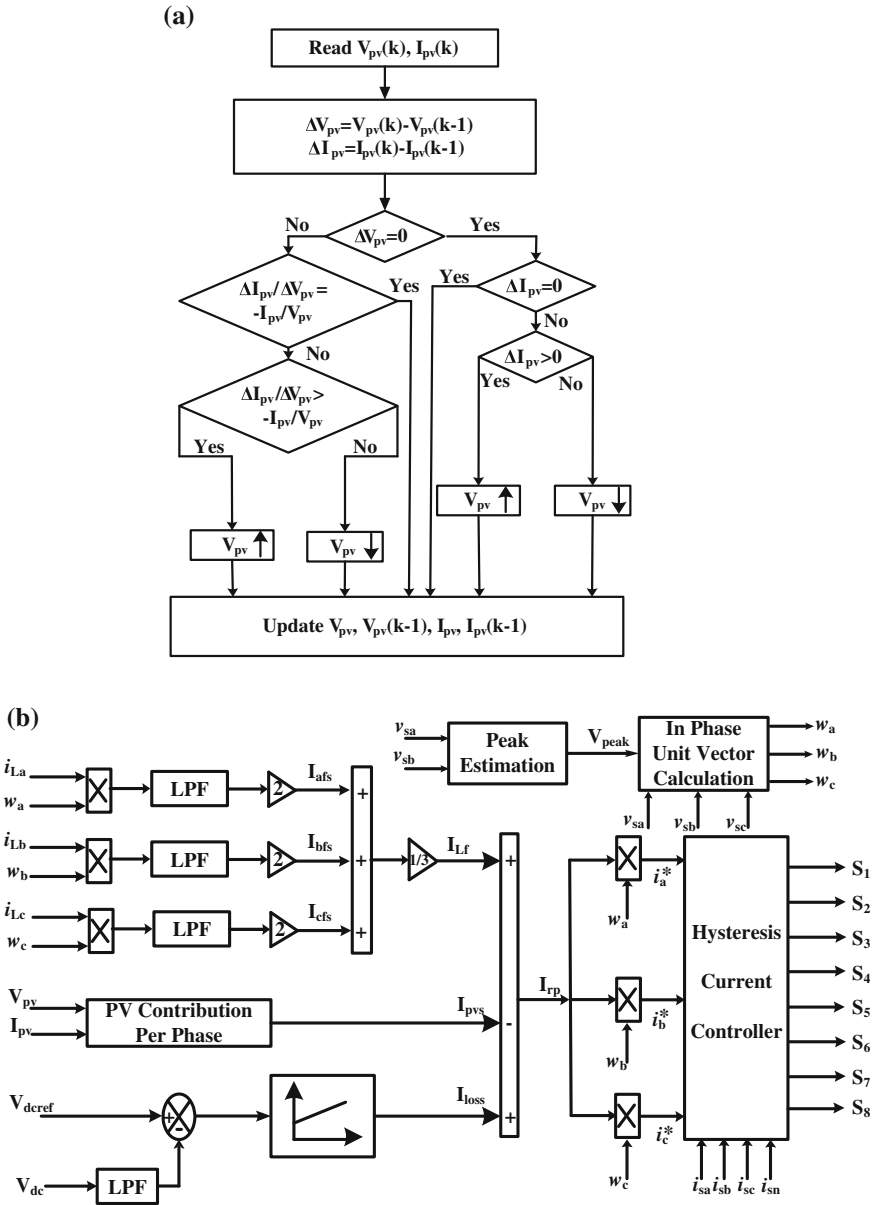 (a)
Read Vpv(k), Ipv(k)
ΔVpv=Vpv(k)-Vpv(k-1)
ΔIpv=Ipv(k)-Ipv(k-1)
No
ΔVpv=0
Yes
ΔIpv/ΔVpv=
-Ipv/Vpv
Yes
Yes
ΔIpv=0
No
No
ΔIpv/ΔVpv>
-Ipv/Vpv
ΔIpv>0
Yes
No
Yes
No
Vpv
Vpv
Vpv
Vpv
Update Vpv, Vpv(k-1), Ipv, Ipv(k-1)
(b)
vsa
vsb
Peak
Estimation
Vpeak
In Phase
Unit Vector
Calculation
wa
wb
wc
vsa
vsb
vsc
iLa
wa
LPF
2
Iafs
+
iLb
wb
LPF
2
Ibfs
+
1/3
ILf
+
iLc
wc
LPF
2
Icfs
+
Vpv
Ipv
PV Contribution
Per Phase
Ipvs
-
Vdcref
+
-
Iloss
+
Vdc
LPF
Irp
wa
ia*
wb
ib*
wc
ic*
Hysteresis
Current
Controller
S1
S2
S3
S4
S5
S6
S7
S8
isa
isb
isc
isn